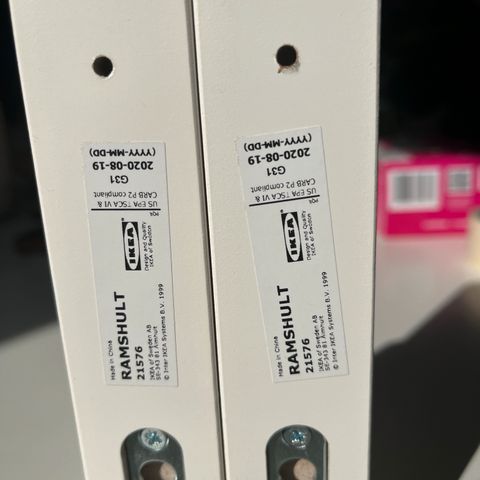 Made in China
RAMSHULT
21576
IKEA of Sweden AB
SE-343 81 Älmhult
© Inter IKEA Systems B.V. 1999
IKEA
Design and Quality
IKEA of Sweden
PQR
US EPA TSCA VI &
CARB P2 compliant
G31
2020-08-19
(YYYY-MM-DD)
Made in China
RAMSHULT
21576
IKEA of Sweden AB
SE-343 81 Älmhult
© Inter IKEA Systems B.V. 1999
IKEA
Design and Quality
IKEA of Sweden
PQR
US EPA TSCA VI &
CARB P2 compliant
G31
2020-08-19
(YYYY-MM-DD)